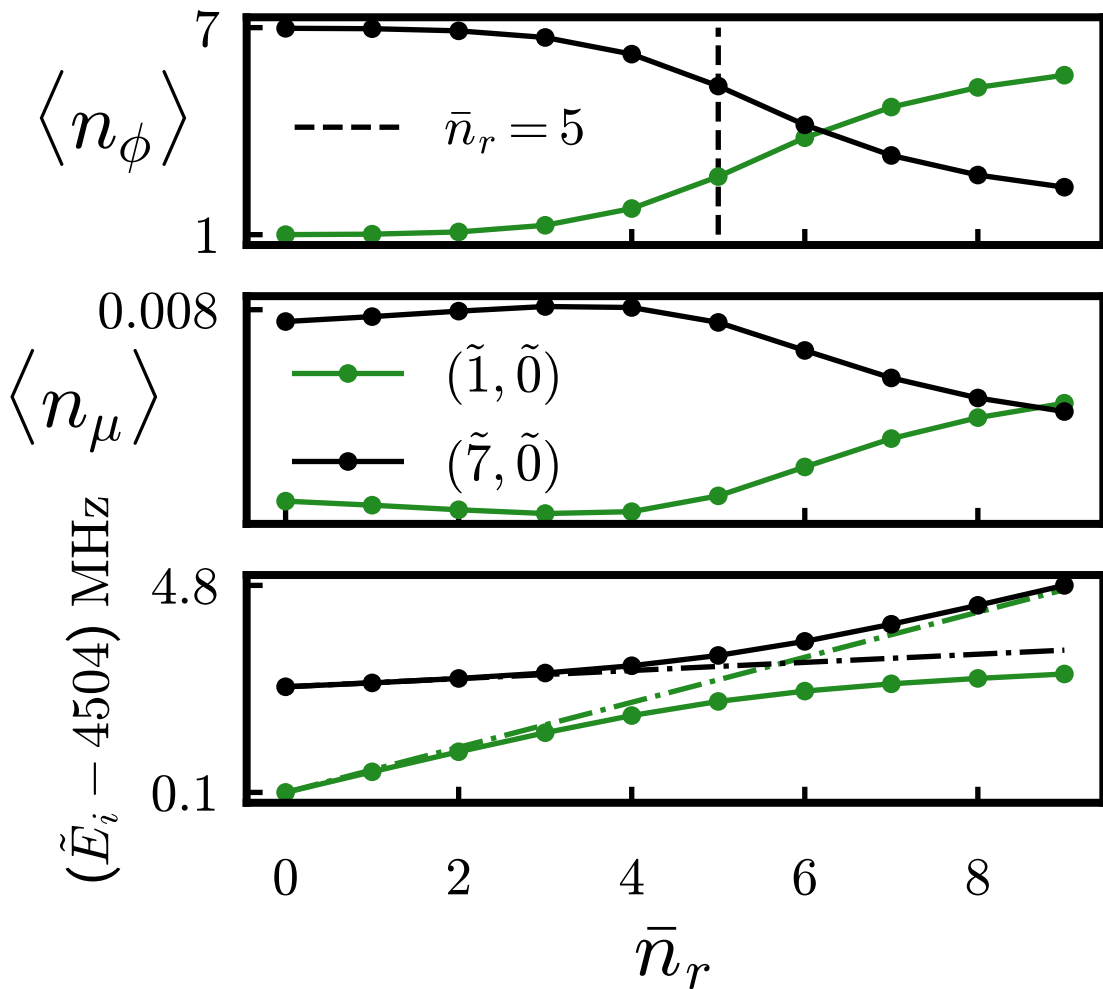 7
⟨n_ϕ⟩
n̄_r = 5
1
0.008
⟨n_μ⟩
(1̃, 0̃)
(7̃, 0̃)
(Ẽ_i − 4504) MHz
4.8
0.1
0 2 4 6 8
n̄_r